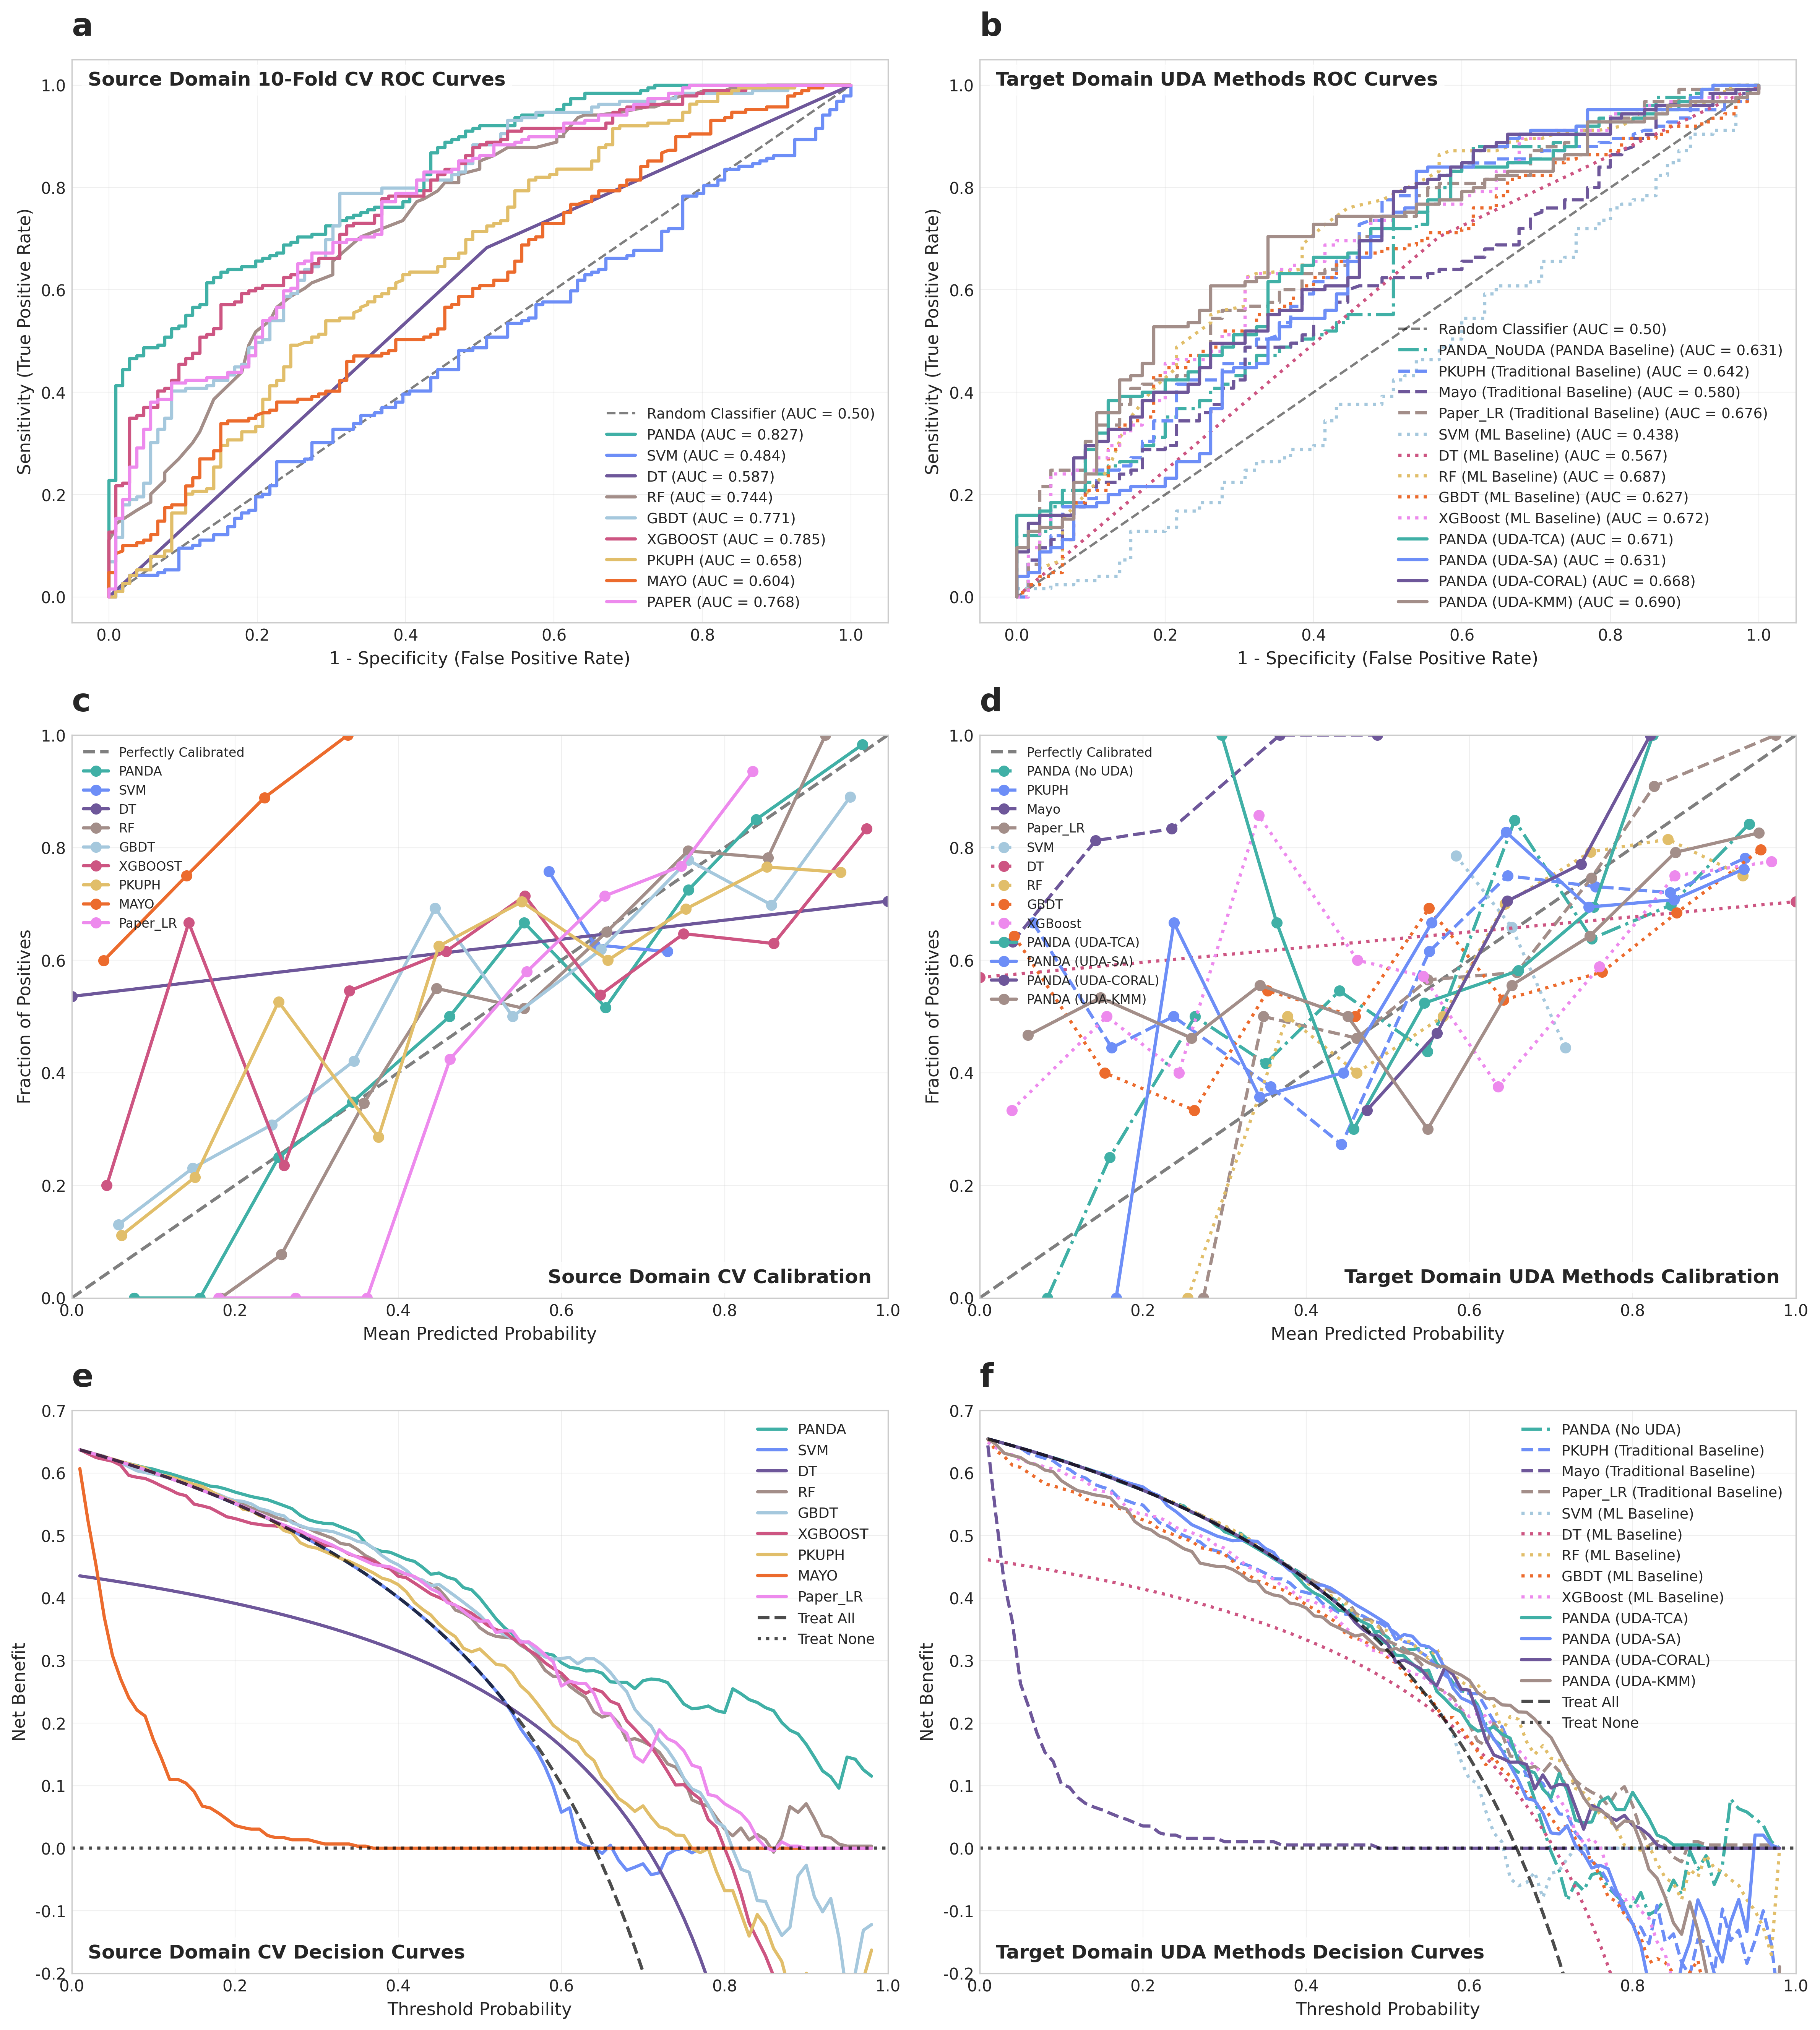 a
Source Domain 10-Fold CV ROC Curves
Sensitivity (True Positive Rate)
1.0
0.8
0.6
0.4
0.2
0.0
Random Classifier (AUC = 0.50)
PANDA (AUC = 0.827)
SVM (AUC = 0.484)
DT (AUC = 0.587)
RF (AUC = 0.744)
GBDT (AUC = 0.771)
XGBOOST (AUC = 0.785)
PKUPH (AUC = 0.658)
MAYO (AUC = 0.604)
PAPER (AUC = 0.768)
0.0 0.2 0.4 0.6 0.8 1.0
1 - Specificity (False Positive Rate)
b
Target Domain UDA Methods ROC Curves
Sensitivity (True Positive Rate)
1.0
0.8
0.6
0.4
0.2
0.0
Random Classifier (AUC = 0.50)
PANDA_NoUDA (PANDA Baseline) (AUC = 0.631)
PKUPH (Traditional Baseline) (AUC = 0.642)
Mayo (Traditional Baseline) (AUC = 0.580)
Paper_LR (Traditional Baseline) (AUC = 0.676)
SVM (ML Baseline) (AUC = 0.438)
DT (ML Baseline) (AUC = 0.567)
RF (ML Baseline) (AUC = 0.687)
GBDT (ML Baseline) (AUC = 0.627)
XGBoost (ML Baseline) (AUC = 0.672)
PANDA (UDA-TCA) (AUC = 0.671)
PANDA (UDA-SA) (AUC = 0.631)
PANDA (UDA-CORAL) (AUC = 0.668)
PANDA (UDA-KMM) (AUC = 0.690)
0.0 0.2 0.4 0.6 0.8 1.0
1 - Specificity (False Positive Rate)
c
Fraction of Positives
1.0
0.8
0.6
0.4
0.2
0.0
Perfectly Calibrated
PANDA
SVM
DT
RF
GBDT
XGBOOST
PKUPH
MAYO
Paper_LR
Source Domain CV Calibration
0.0 0.2 0.4 0.6 0.8 1.0
Mean Predicted Probability
d
Fraction of Positives
1.0
0.8
0.6
0.4
0.2
0.0
Perfectly Calibrated
PANDA (No UDA)
PKUPH
Mayo
Paper_LR
SVM
DT
RF
GBDT
XGBoost
PANDA (UDA-TCA)
PANDA (UDA-SA)
PANDA (UDA-CORAL)
PANDA (UDA-KMM)
Target Domain UDA Methods Calibration
0.0 0.2 0.4 0.6 0.8 1.0
Mean Predicted Probability
e
Net Benefit
0.7
0.6
0.5
0.4
0.3
0.2
0.1
0.0
-0.1
-0.2
PANDA
SVM
DT
RF
GBDT
XGBOOST
PKUPH
MAYO
Paper_LR
Treat All
Treat None
Source Domain CV Decision Curves
0.0 0.2 0.4 0.6 0.8 1.0
Threshold Probability
f
Net Benefit
0.7
0.6
0.5
0.4
0.3
0.2
0.1
0.0
-0.1
-0.2
PANDA (No UDA)
PKUPH (Traditional Baseline)
Mayo (Traditional Baseline)
Paper_LR (Traditional Baseline)
SVM (ML Baseline)
DT (ML Baseline)
RF (ML Baseline)
GBDT (ML Baseline)
XGBoost (ML Baseline)
PANDA (UDA-TCA)
PANDA (UDA-SA)
PANDA (UDA-CORAL)
PANDA (UDA-KMM)
Treat All
Treat None
Target Domain UDA Methods Decision Curves
0.0 0.2 0.4 0.6 0.8 1.0
Threshold Probability